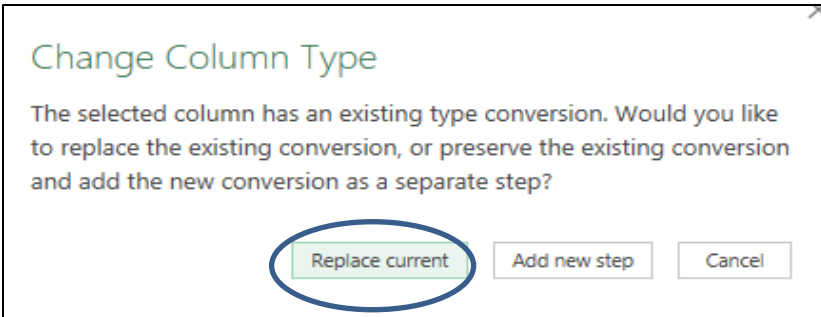 Change Column Type
The selected column has an existing type conversion. Would you like
to replace the existing conversion, or preserve the existing conversion
and add the new conversion as a separate step?
Replace current Add new step Cancel